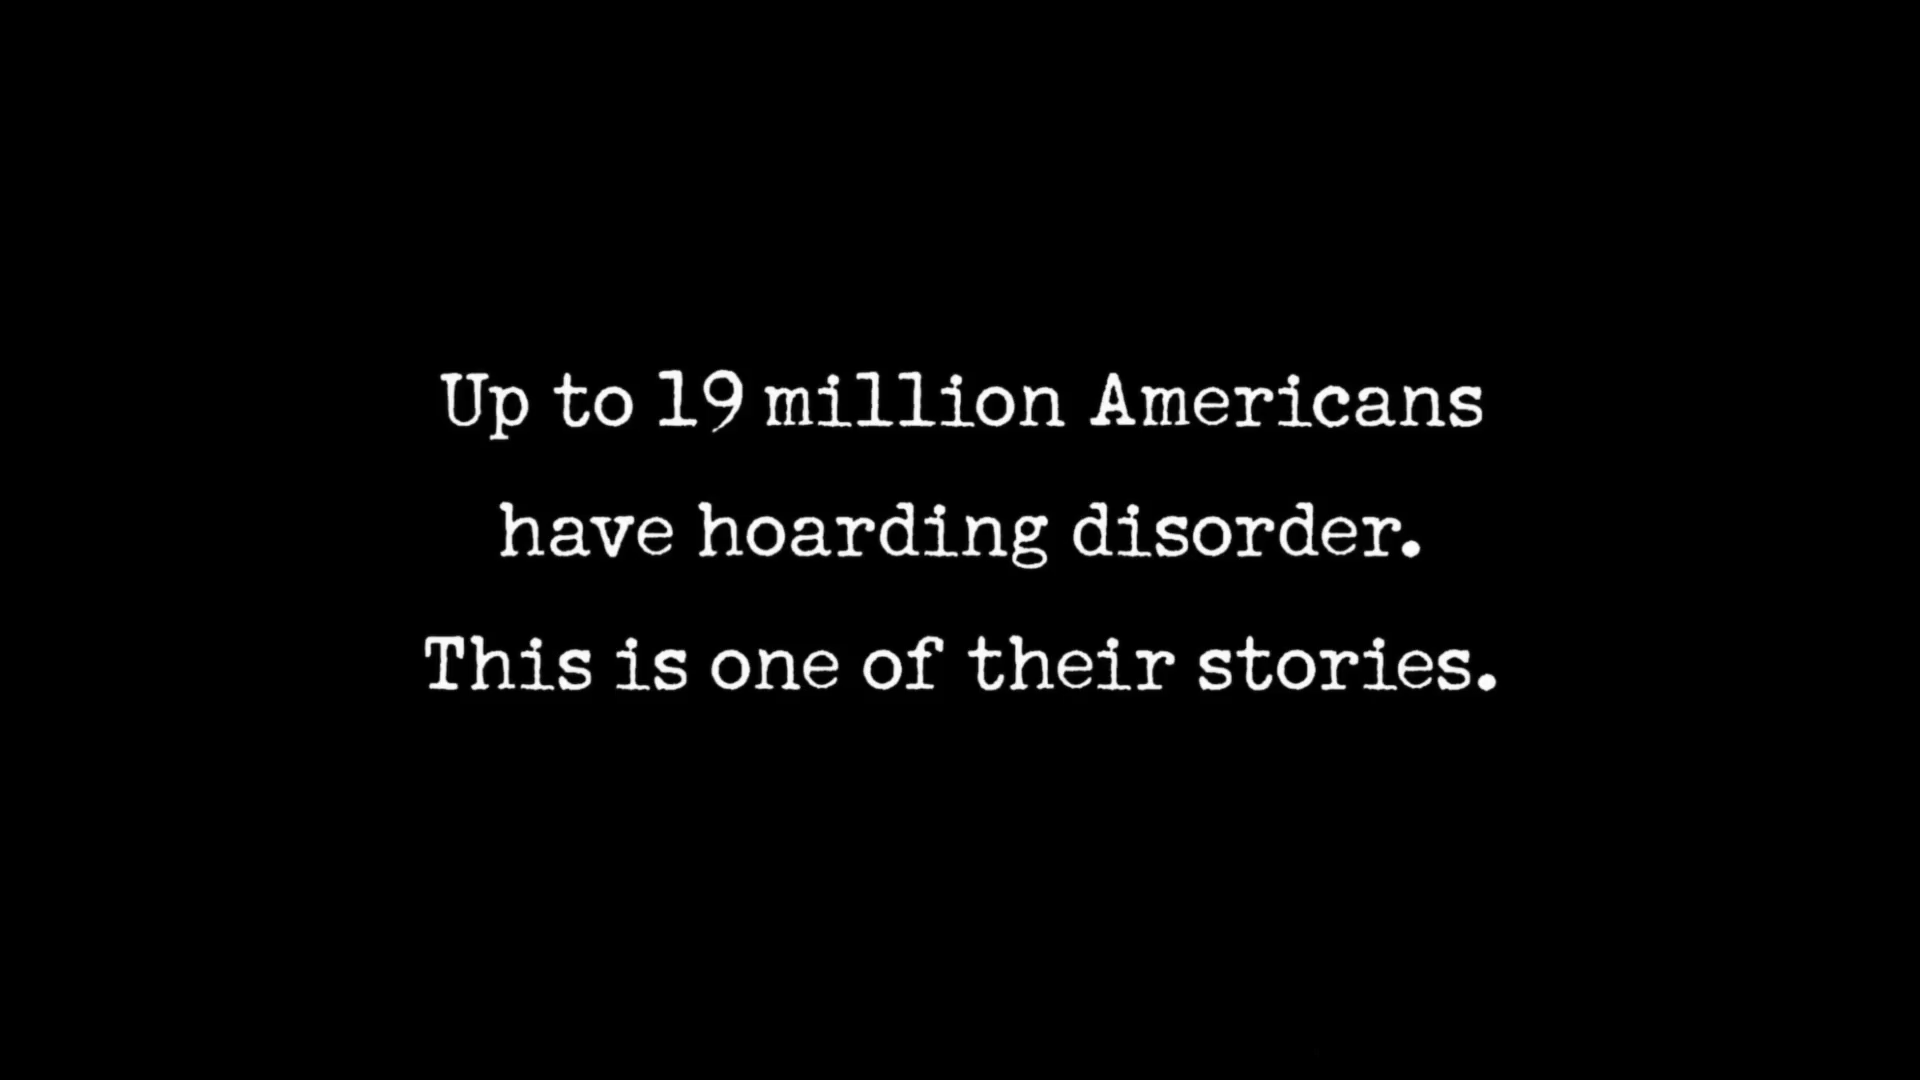 Up to 19 million Americans
have hoarding disorder.
This is one of their stories.